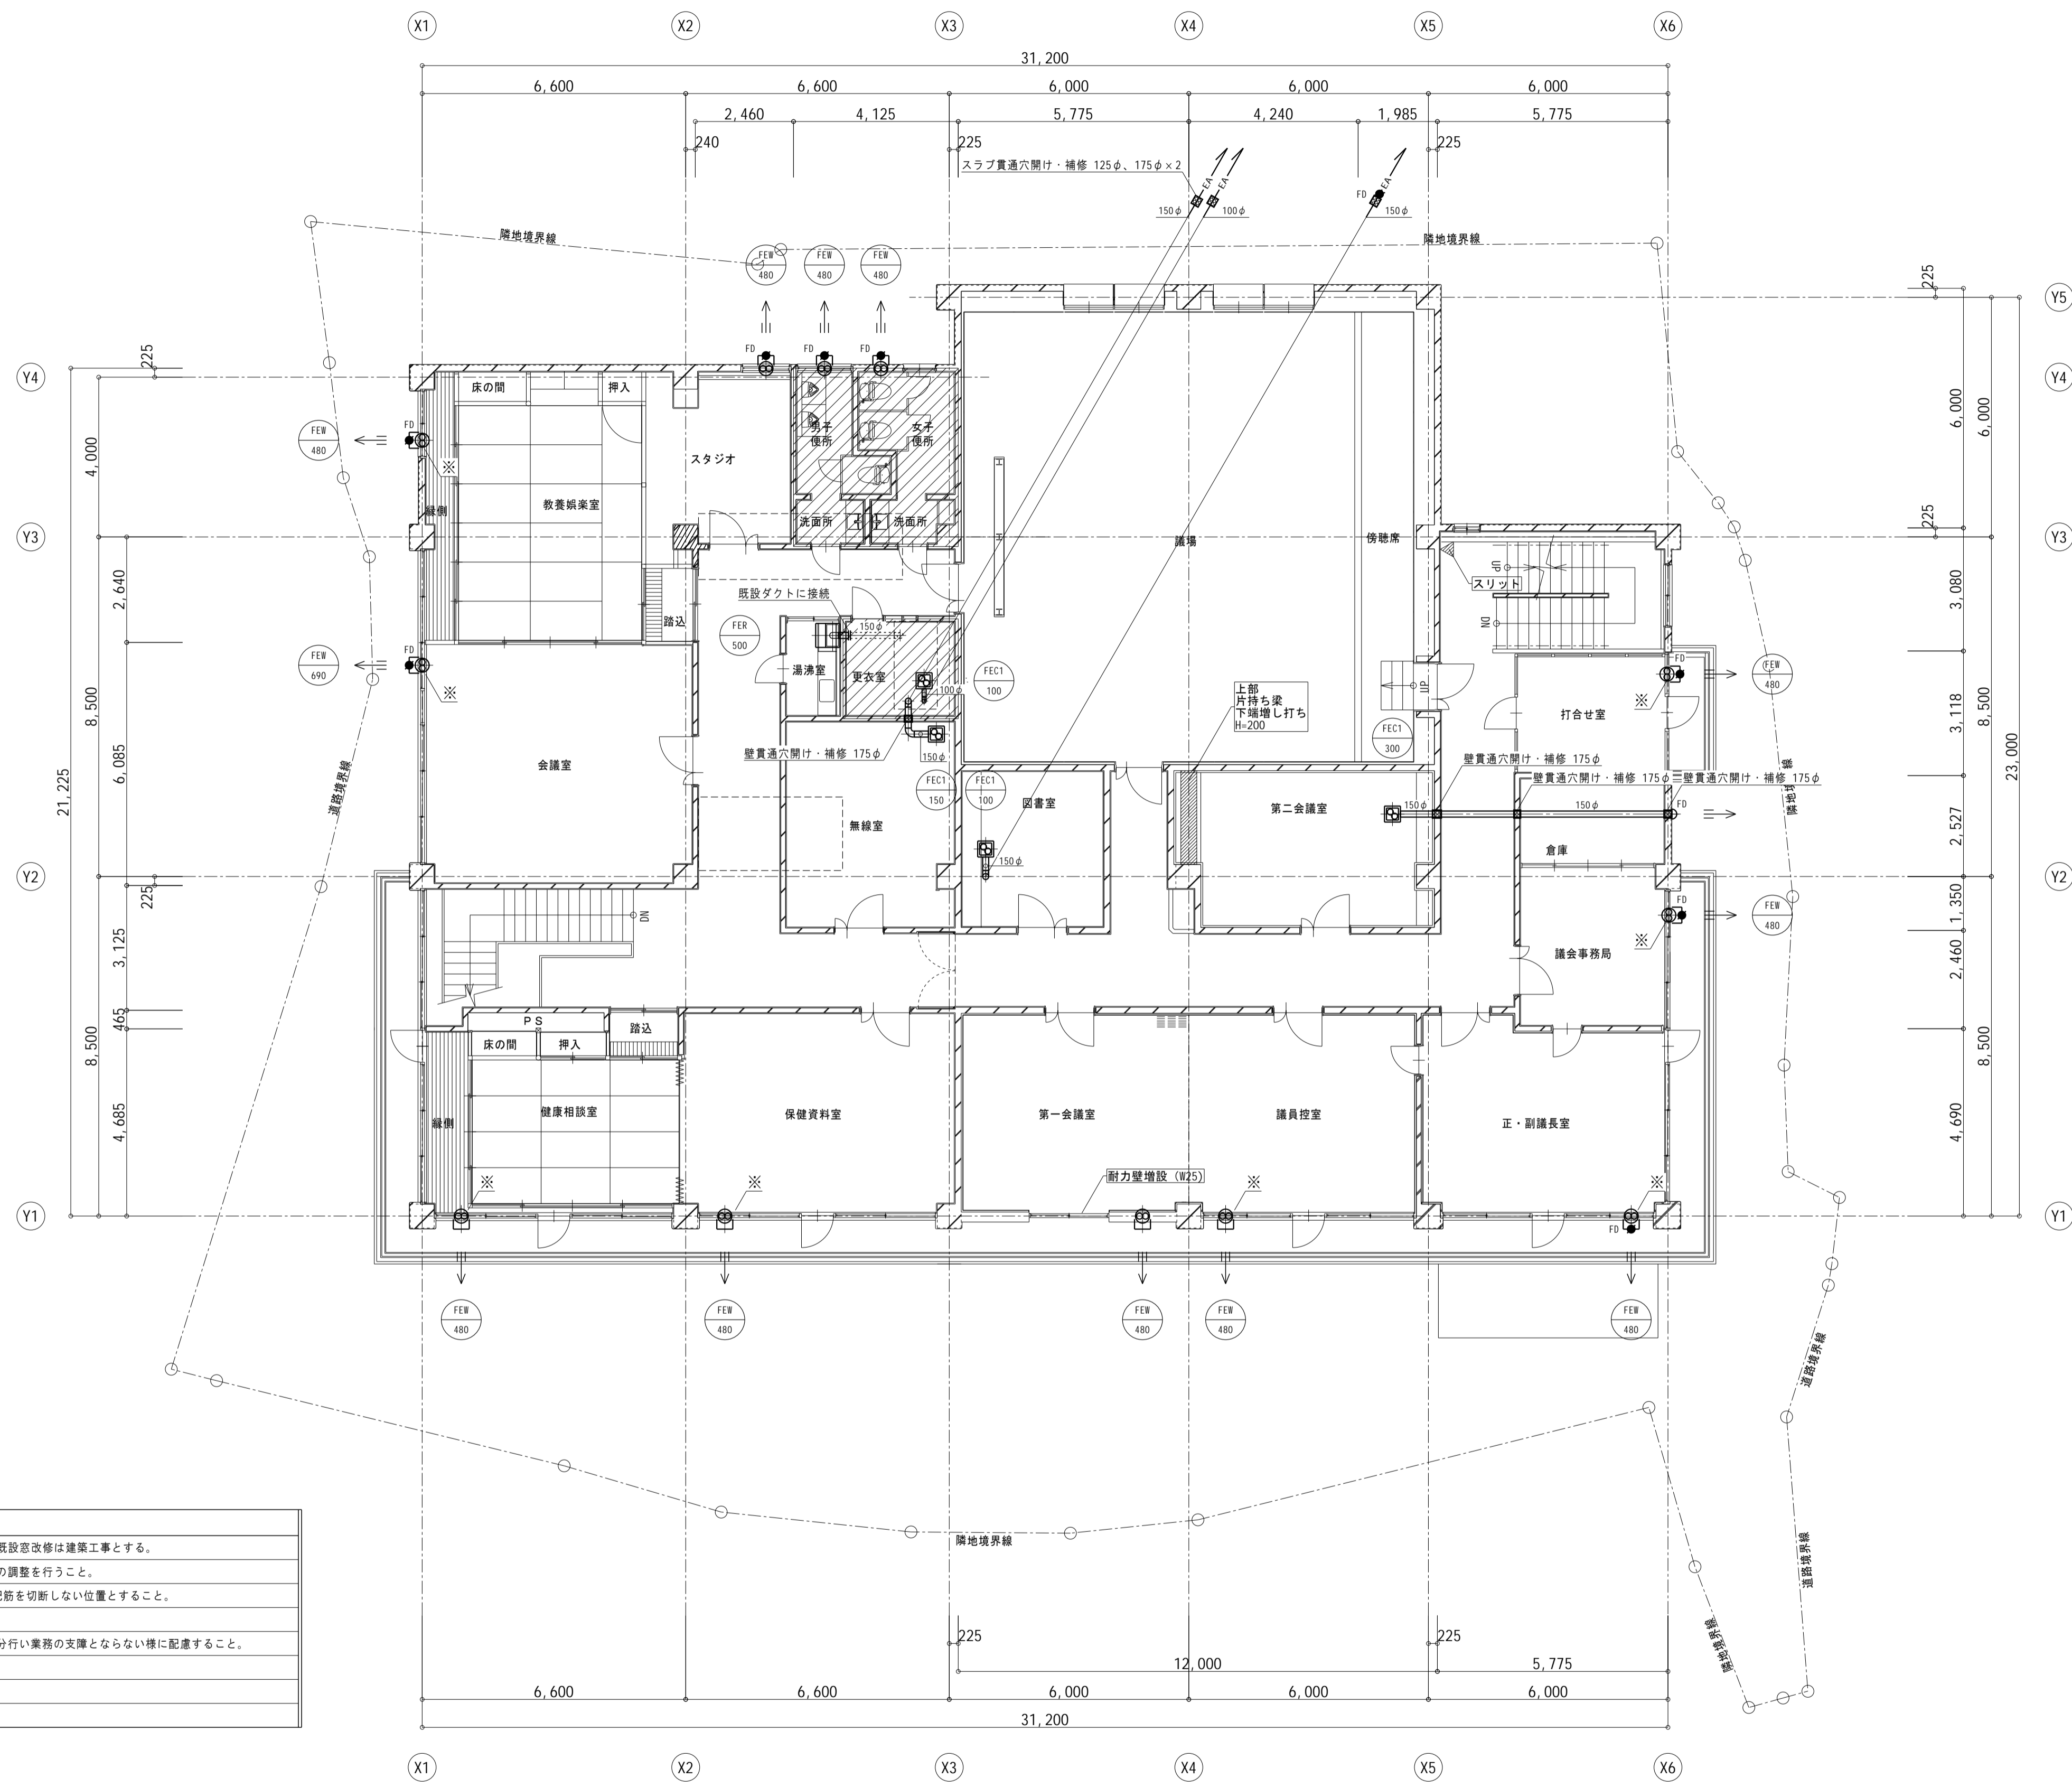 X1 X2 X3 X4 X5 X6
31,200
6,600 6,600 6,000 6,000 6,000
2,460 4,125 5,775 4,240 1,985 5,775
240 225 225
スラブ貫通穴開け・補修 125φ、175φ×2
EA EA FD EA
150φ 100φ 150φ
隣地境界線 隣地境界線
FEW 480
FEW 480
FEW 480
FD FD FD
225
Y5
Y4 225 Y4
床の間 押入
FD
FEW 480
※
男子便所
女子便所
スタジオ
教養娯楽室
縁側
4,000
6,000 6,000
洗面所 洗面所
議場
傍聴席
Y3 225 Y3
UP
スリット
DN
2,640
3,080
既設ダクトに接続
踏込
FER 500
150φ
湯沸室
更衣室
100φ
FEC1 100
FD
FEW 690
※
UP
FD
FEW 480
※
打合せ室
上部
片持ち梁
下端増し打ち
H=200
FEC1 300
3,118
8,500
23,000
8,500
6,085
21,225
会議室
壁貫通穴開け・補修 175φ
150φ
FEC1 150
FEC1 100
図書室
無線室
150φ
第二会議室
壁貫通穴開け・補修 175φ
壁貫通穴開け・補修 175φ
壁貫通穴開け・補修 175φ
150φ 150φ
FD
隣地境界線
道路境界線
2,527
倉庫
Y2 225 Y2
DN
FD
FEW 480
※
1,350
3,125
議会事務局
2,460
465
PS
床の間 押入 踏込
8,500
8,500
4,685
4,690
縁側
健康相談室
保健資料室
第一会議室
議員控室
正・副議長室
※ ※ ※ ※
耐力壁増設 (W25)
Y1 Y1
FD
FEW 480
FEW 480
FEW 480
FEW 480
FEW 480
道路境界線
隣地境界線
道路境界線
隣地境界線
既設窓改修は建築工事とする。
の調整を行うこと。
配筋を切断しない位置とすること。
分行い業務の支障とならない様に配慮すること。
225 225
12,000 5,775
6,600 6,600 6,000 6,000 6,000
31,200
X1 X2 X3 X4 X5 X6